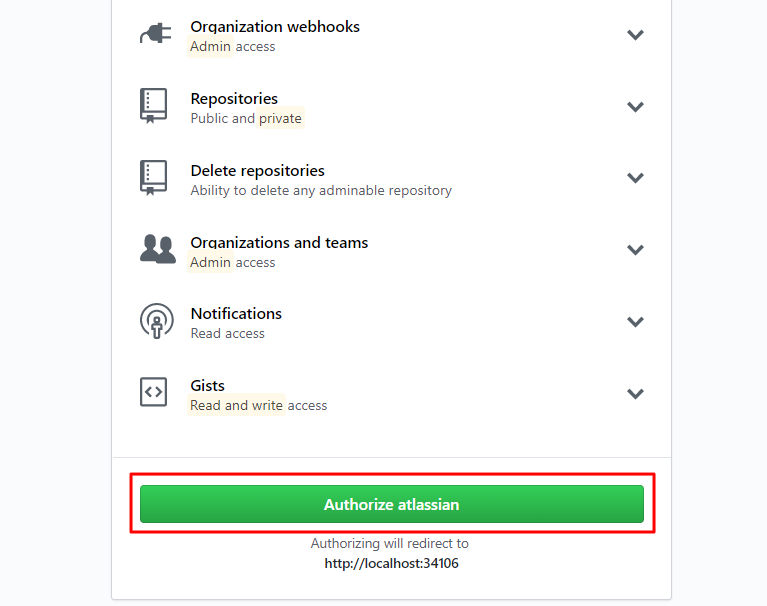 Organization webhooks
Admin access
Repositories
Public and private
Delete repositories
Ability to delete any adminable repository
Organizations and teams
Admin access
Notifications
Read access
Gists
Read and write access
Authorize atlassian
Authorizing will redirect to
http://localhost:34106